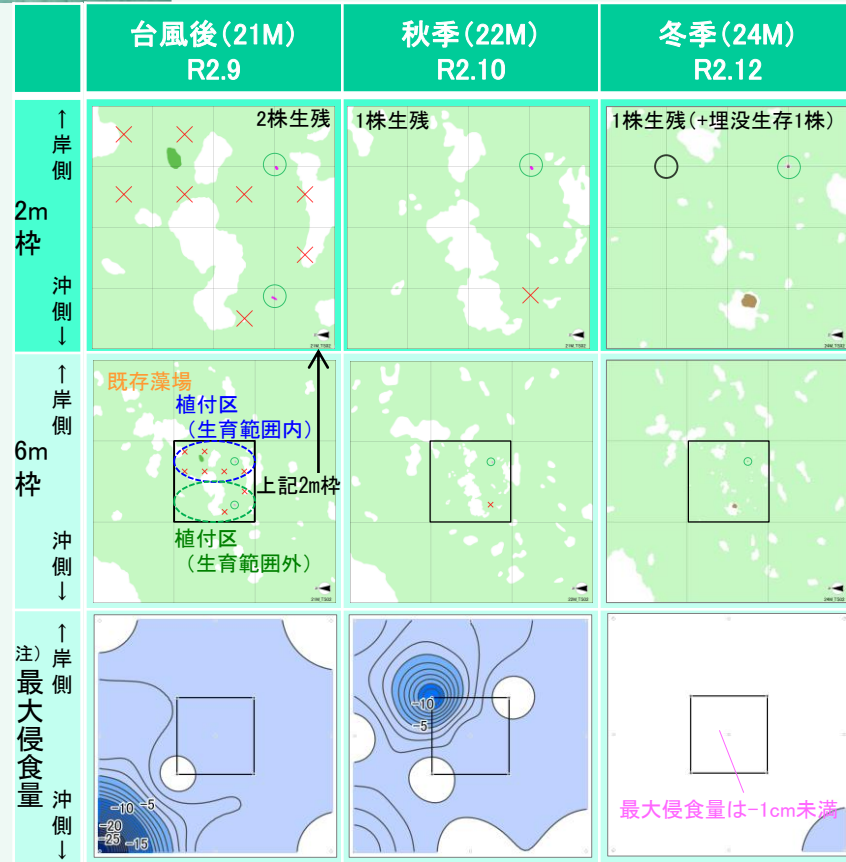 台風後(21M)
R2.9
秋季(22M)
R2.10
冬季(24M)
R2.12
↑岸側
2m枠
沖側↓
2株生残
1株生残
1株生残(+埋没生存1株)
↑岸側
6m枠
沖側↓
既存藻場
植付区
(生育範囲内)
上記2m枠
植付区
(生育範囲外)
↑岸側
注)
最大侵食量
沖側↓
-10
-5
-20
-25
-15
-10
-5
最大侵食量は-1cm未満